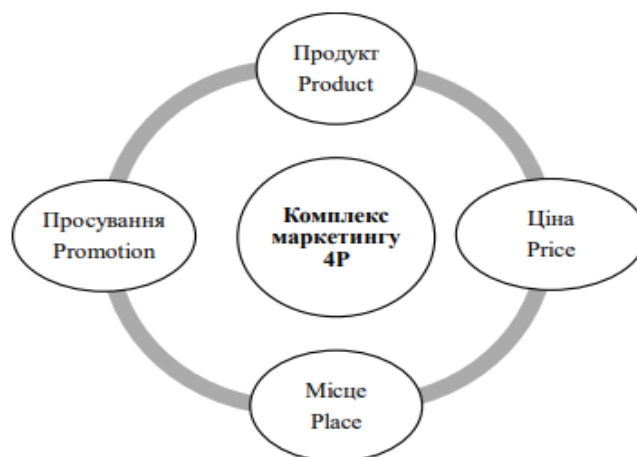 Продукт
Product
Просування
Promotion
Комплекс
маркетингу
4P
Ціна
Price
Місце
Place